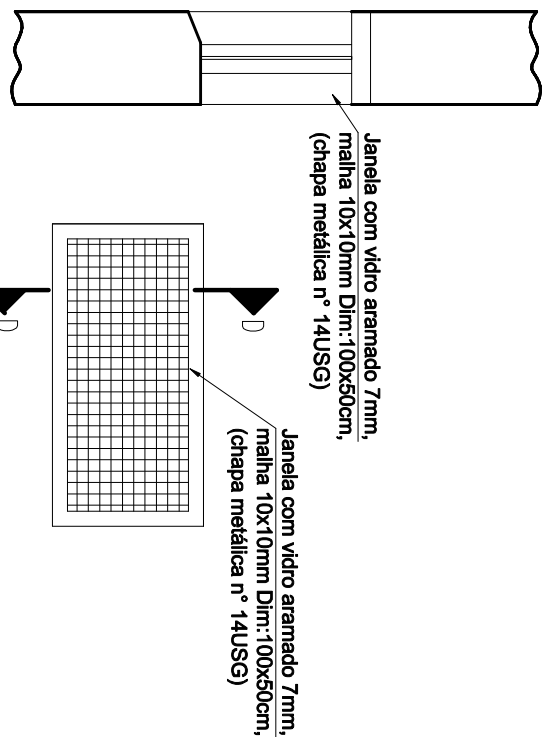 Janela com vidro aramado 7mm,
malha 10x10mm Dim:100x50cm,
(chapa metálica n° 14USG)
Janela com vidro aramado 7mm,
malha 10x10mm Dim:100x50cm,
(chapa metálica n° 14USG)
D
D